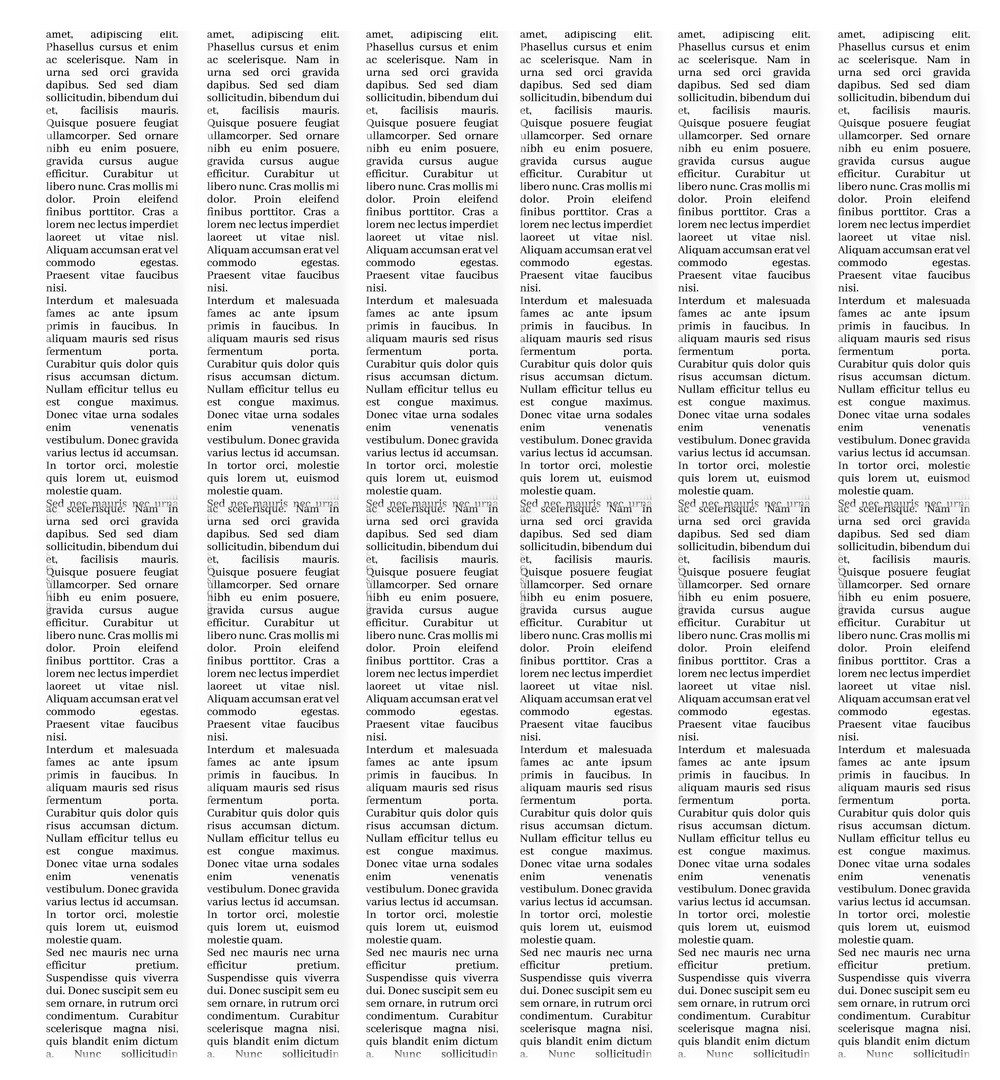 amet, adipiscing elit.
Phasellus cursus et enim
ac scelerisque. Nam in
urna sed orci gravida
dapibus. Sed sed diam
sollicitudin, bibendum dui
et, facilisis mauris.
Quisque posuere feugiat
ullamcorper. Sed ornare
nibh eu enim posuere,
gravida cursus augue
efficitur. Curabitur ut
libero nunc. Cras mollis mi
dolor. Proin eleifend
finibus porttitor. Cras a
lorem nec lectus imperdiet
laoreet ut vitae nisl.
Aliquam accumsan erat vel
commodo egestas.
Praesent vitae faucibus
nisi.
Interdum et malesuada
fames ac ante ipsum
primis in faucibus. In
aliquam mauris sed risus
fermentum porta.
Curabitur quis dolor quis
risus accumsan dictum.
Nullam efficitur tellus eu
est congue maximus.
Donec vitae urna sodales
enim venenatis
vestibulum. Donec gravida
varius lectus id accumsan.
In tortor orci, molestie
quis lorem ut, euismod
molestie quam.
Sed nec mauris nec urna
ac scelerisque. Nam in
urna sed orci gravida
dapibus. Sed sed diam
sollicitudin, bibendum dui
et, facilisis mauris.
Quisque posuere feugiat
ullamcorper. Sed ornare
nibh eu enim posuere,
gravida cursus augue
efficitur. Curabitur ut
libero nunc. Cras mollis mi
dolor. Proin eleifend
finibus porttitor. Cras a
lorem nec lectus imperdiet
laoreet ut vitae nisl.
Aliquam accumsan erat vel
commodo egestas.
Praesent vitae faucibus
nisi.
Interdum et malesuada
fames ac ante ipsum
primis in faucibus. In
aliquam mauris sed risus
fermentum porta.
Curabitur quis dolor quis
risus accumsan dictum.
Nullam efficitur tellus eu
est congue maximus.
Donec vitae urna sodales
enim venenatis
vestibulum. Donec gravida
varius lectus id accumsan.
In tortor orci, molestie
quis lorem ut, euismod
molestie quam.
Sed nec mauris nec urna
efficitur pretium.
Suspendisse quis viverra
dui. Donec suscipit sem eu
sem ornare, in rutrum orci
condimentum. Curabitur
scelerisque magna nisi,
quis blandit enim dictum
a. Nunc sollicitudin
amet, adipiscing elit.
Phasellus cursus et enim
ac scelerisque. Nam in
urna sed orci gravida
dapibus. Sed sed diam
sollicitudin, bibendum dui
et, facilisis mauris.
Quisque posuere feugiat
ullamcorper. Sed ornare
nibh eu enim posuere,
gravida cursus augue
efficitur. Curabitur ut
libero nunc. Cras mollis mi
dolor. Proin eleifend
finibus porttitor. Cras a
lorem nec lectus imperdiet
laoreet ut vitae nisl.
Aliquam accumsan erat vel
commodo egestas.
Praesent vitae faucibus
nisi.
Interdum et malesuada
fames ac ante ipsum
primis in faucibus. In
aliquam mauris sed risus
fermentum porta.
Curabitur quis dolor quis
risus accumsan dictum.
Nullam efficitur tellus eu
est congue maximus.
Donec vitae urna sodales
enim venenatis
vestibulum. Donec gravida
varius lectus id accumsan.
In tortor orci, molestie
quis lorem ut, euismod
molestie quam.
Sed nec mauris nec urna
ac scelerisque. Nam in
urna sed orci gravida
dapibus. Sed sed diam
sollicitudin, bibendum dui
et, facilisis mauris.
Quisque posuere feugiat
ullamcorper. Sed ornare
nibh eu enim posuere,
gravida cursus augue
efficitur. Curabitur ut
libero nunc. Cras mollis mi
dolor. Proin eleifend
finibus porttitor. Cras a
lorem nec lectus imperdiet
laoreet ut vitae nisl.
Aliquam accumsan erat vel
commodo egestas.
Praesent vitae faucibus
nisi.
Interdum et malesuada
fames ac ante ipsum
primis in faucibus. In
aliquam mauris sed risus
fermentum porta.
Curabitur quis dolor quis
risus accumsan dictum.
Nullam efficitur tellus eu
est congue maximus.
Donec vitae urna sodales
enim venenatis
vestibulum. Donec gravida
varius lectus id accumsan.
In tortor orci, molestie
quis lorem ut, euismod
molestie quam.
Sed nec mauris nec urna
efficitur pretium.
Suspendisse quis viverra
dui. Donec suscipit sem eu
sem ornare, in rutrum orci
condimentum. Curabitur
scelerisque magna nisi,
quis blandit enim dictum
a. Nunc sollicitudin
amet, adipiscing elit.
Phasellus cursus et enim
ac scelerisque. Nam in
urna sed orci gravida
dapibus. Sed sed diam
sollicitudin, bibendum dui
et, facilisis mauris.
Quisque posuere feugiat
ullamcorper. Sed ornare
nibh eu enim posuere,
gravida cursus augue
efficitur. Curabitur ut
libero nunc. Cras mollis mi
dolor. Proin eleifend
finibus porttitor. Cras a
lorem nec lectus imperdiet
laoreet ut vitae nisl.
Aliquam accumsan erat vel
commodo egestas.
Praesent vitae faucibus
nisi.
Interdum et malesuada
fames ac ante ipsum
primis in faucibus. In
aliquam mauris sed risus
fermentum porta.
Curabitur quis dolor quis
risus accumsan dictum.
Nullam efficitur tellus eu
est congue maximus.
Donec vitae urna sodales
enim venenatis
vestibulum. Donec gravida
varius lectus id accumsan.
In tortor orci, molestie
quis lorem ut, euismod
molestie quam.
Sed nec mauris nec urna
ac scelerisque. Nam in
urna sed orci gravida
dapibus. Sed sed diam
sollicitudin, bibendum dui
et, facilisis mauris.
Quisque posuere feugiat
ullamcorper. Sed ornare
nibh eu enim posuere,
gravida cursus augue
efficitur. Curabitur ut
libero nunc. Cras mollis mi
dolor. Proin eleifend
finibus porttitor. Cras a
lorem nec lectus imperdiet
laoreet ut vitae nisl.
Aliquam accumsan erat vel
commodo egestas.
Praesent vitae faucibus
nisi.
Interdum et malesuada
fames ac ante ipsum
primis in faucibus. In
aliquam mauris sed risus
fermentum porta.
Curabitur quis dolor quis
risus accumsan dictum.
Nullam efficitur tellus eu
est congue maximus.
Donec vitae urna sodales
enim venenatis
vestibulum. Donec gravida
varius lectus id accumsan.
In tortor orci, molestie
quis lorem ut, euismod
molestie quam.
Sed nec mauris nec urna
efficitur pretium.
Suspendisse quis viverra
dui. Donec suscipit sem eu
sem ornare, in rutrum orci
condimentum. Curabitur
scelerisque magna nisi,
quis blandit enim dictum
a. Nunc sollicitudin
amet, adipiscing elit.
Phasellus cursus et enim
ac scelerisque. Nam in
urna sed orci gravida
dapibus. Sed sed diam
sollicitudin, bibendum dui
et, facilisis mauris.
Quisque posuere feugiat
ullamcorper. Sed ornare
nibh eu enim posuere,
gravida cursus augue
efficitur. Curabitur ut
libero nunc. Cras mollis mi
dolor. Proin eleifend
finibus porttitor. Cras a
lorem nec lectus imperdiet
laoreet ut vitae nisl.
Aliquam accumsan erat vel
commodo egestas.
Praesent vitae faucibus
nisi.
Interdum et malesuada
fames ac ante ipsum
primis in faucibus. In
aliquam mauris sed risus
fermentum porta.
Curabitur quis dolor quis
risus accumsan dictum.
Nullam efficitur tellus eu
est congue maximus.
Donec vitae urna sodales
enim venenatis
vestibulum. Donec gravida
varius lectus id accumsan.
In tortor orci, molestie
quis lorem ut, euismod
molestie quam.
Sed nec mauris nec urna
ac scelerisque. Nam in
urna sed orci gravida
dapibus. Sed sed diam
sollicitudin, bibendum dui
et, facilisis mauris.
Quisque posuere feugiat
ullamcorper. Sed ornare
nibh eu enim posuere,
gravida cursus augue
efficitur. Curabitur ut
libero nunc. Cras mollis mi
dolor. Proin eleifend
finibus porttitor. Cras a
lorem nec lectus imperdiet
laoreet ut vitae nisl.
Aliquam accumsan erat vel
commodo egestas.
Praesent vitae faucibus
nisi.
Interdum et malesuada
fames ac ante ipsum
primis in faucibus. In
aliquam mauris sed risus
fermentum porta.
Curabitur quis dolor quis
risus accumsan dictum.
Nullam efficitur tellus eu
est congue maximus.
Donec vitae urna sodales
enim venenatis
vestibulum. Donec gravida
varius lectus id accumsan.
In tortor orci, molestie
quis lorem ut, euismod
molestie quam.
Sed nec mauris nec urna
efficitur pretium.
Suspendisse quis viverra
dui. Donec suscipit sem eu
sem ornare, in rutrum orci
condimentum. Curabitur
scelerisque magna nisi,
quis blandit enim dictum
a. Nunc sollicitudin
amet, adipiscing elit.
Phasellus cursus et enim
ac scelerisque. Nam in
urna sed orci gravida
dapibus. Sed sed diam
sollicitudin, bibendum dui
et, facilisis mauris.
Quisque posuere feugiat
ullamcorper. Sed ornare
nibh eu enim posuere,
gravida cursus augue
efficitur. Curabitur ut
libero nunc. Cras mollis mi
dolor. Proin eleifend
finibus porttitor. Cras a
lorem nec lectus imperdiet
laoreet ut vitae nisl.
Aliquam accumsan erat vel
commodo egestas.
Praesent vitae faucibus
nisi.
Interdum et malesuada
fames ac ante ipsum
primis in faucibus. In
aliquam mauris sed risus
fermentum porta.
Curabitur quis dolor quis
risus accumsan dictum.
Nullam efficitur tellus eu
est congue maximus.
Donec vitae urna sodales
enim venenatis
vestibulum. Donec gravida
varius lectus id accumsan.
In tortor orci, molestie
quis lorem ut, euismod
molestie quam.
Sed nec mauris nec urna
ac scelerisque. Nam in
urna sed orci gravida
dapibus. Sed sed diam
sollicitudin, bibendum dui
et, facilisis mauris.
Quisque posuere feugiat
ullamcorper. Sed ornare
nibh eu enim posuere,
gravida cursus augue
efficitur. Curabitur ut
libero nunc. Cras mollis mi
dolor. Proin eleifend
finibus porttitor. Cras a
lorem nec lectus imperdiet
laoreet ut vitae nisl.
Aliquam accumsan erat vel
commodo egestas.
Praesent vitae faucibus
nisi.
Interdum et malesuada
fames ac ante ipsum
primis in faucibus. In
aliquam mauris sed risus
fermentum porta.
Curabitur quis dolor quis
risus accumsan dictum.
Nullam efficitur tellus eu
est congue maximus.
Donec vitae urna sodales
enim venenatis
vestibulum. Donec gravida
varius lectus id accumsan.
In tortor orci, molestie
quis lorem ut, euismod
molestie quam.
Sed nec mauris nec urna
efficitur pretium.
Suspendisse quis viverra
dui. Donec suscipit sem eu
sem ornare, in rutrum orci
condimentum. Curabitur
scelerisque magna nisi,
quis blandit enim dictum
a. Nunc sollicitudin
amet, adipiscing elit.
Phasellus cursus et enim
ac scelerisque. Nam in
urna sed orci gravida
dapibus. Sed sed diam
sollicitudin, bibendum dui
et, facilisis mauris.
Quisque posuere feugiat
ullamcorper. Sed ornare
nibh eu enim posuere,
gravida cursus augue
efficitur. Curabitur ut
libero nunc. Cras mollis mi
dolor. Proin eleifend
finibus porttitor. Cras a
lorem nec lectus imperdiet
laoreet ut vitae nisl.
Aliquam accumsan erat vel
commodo egestas.
Praesent vitae faucibus
nisi.
Interdum et malesuada
fames ac ante ipsum
primis in faucibus. In
aliquam mauris sed risus
fermentum porta.
Curabitur quis dolor quis
risus accumsan dictum.
Nullam efficitur tellus eu
est congue maximus.
Donec vitae urna sodales
enim venenatis
vestibulum. Donec gravida
varius lectus id accumsan.
In tortor orci, molestie
quis lorem ut, euismod
molestie quam.
Sed nec mauris nec urna
ac scelerisque. Nam in
urna sed orci gravida
dapibus. Sed sed diam
sollicitudin, bibendum dui
et, facilisis mauris.
Quisque posuere feugiat
ullamcorper. Sed ornare
nibh eu enim posuere,
gravida cursus augue
efficitur. Curabitur ut
libero nunc. Cras mollis mi
dolor. Proin eleifend
finibus porttitor. Cras a
lorem nec lectus imperdiet
laoreet ut vitae nisl.
Aliquam accumsan erat vel
commodo egestas.
Praesent vitae faucibus
nisi.
Interdum et malesuada
fames ac ante ipsum
primis in faucibus. In
aliquam mauris sed risus
fermentum porta.
Curabitur quis dolor quis
risus accumsan dictum.
Nullam efficitur tellus eu
est congue maximus.
Donec vitae urna sodales
enim venenatis
vestibulum. Donec gravida
varius lectus id accumsan.
In tortor orci, molestie
quis lorem ut, euismod
molestie quam.
Sed nec mauris nec urna
efficitur pretium.
Suspendisse quis viverra
dui. Donec suscipit sem eu
sem ornare, in rutrum orci
condimentum. Curabitur
scelerisque magna nisi,
quis blandit enim dictum
a. Nunc sollicitudin